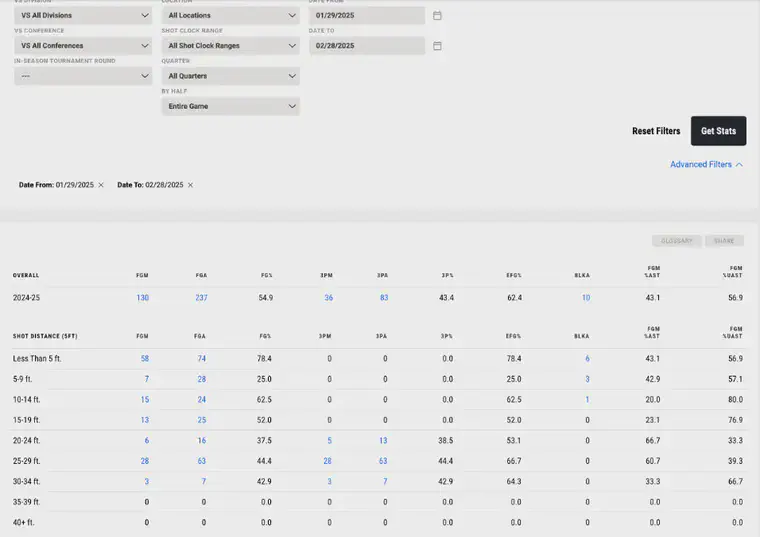 VS DIVISION LOCATION DATE FROM
VS All Divisions All Locations 01/29/2025
VS CONFERENCE SHOT CLOCK RANGE DATE TO
VS All Conferences All Shot Clock Ranges 02/28/2025
IN-SEASON TOURNAMENT ROUND QUARTER
--- All Quarters
BY HALF
Entire Game
Reset Filters Get Stats
Advanced Filters
Date From: 01/29/2025 × Date To: 02/28/2025 ×
GLOSSARY SHARE
OVERALL FGM FGA FG% 3PM 3PA 3P% EFG% BLKA FGM %AST FGM %UAST
2024-25 130 237 54.9 36 83 43.4 62.4 10 43.1 56.9
SHOT DISTANCE (5FT) FGM FGA FG% 3PM 3PA 3P% EFG% BLKA FGM %AST FGM %UAST
Less Than 5 ft. 58 74 78.4 0 0 0.0 78.4 6 43.1 56.9
5-9 ft. 7 28 25.0 0 0 0.0 25.0 3 42.9 57.1
10-14 ft. 15 24 62.5 0 0 0.0 62.5 1 20.0 80.0
15-19 ft. 13 25 52.0 0 0 0.0 52.0 0 23.1 76.9
20-24 ft. 6 16 37.5 5 13 38.5 53.1 0 66.7 33.3
25-29 ft. 28 63 44.4 28 63 44.4 66.7 0 60.7 39.3
30-34 ft. 3 7 42.9 3 7 42.9 64.3 0 33.3 66.7
35-39 ft. 0 0 0.0 0 0 0.0 0.0 0 0.0 0.0
40+ ft. 0 0 0.0 0 0 0.0 0.0 0 0.0 0.0